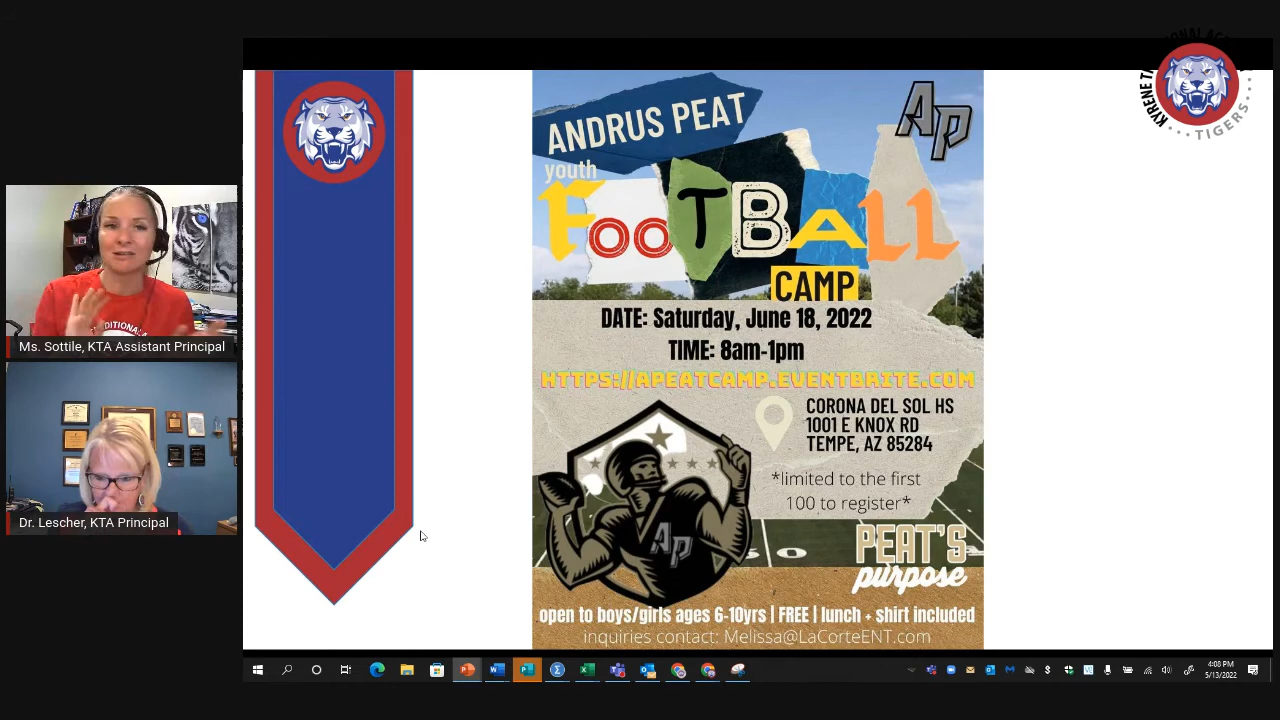 ANDRUS PEAT
AP
youth
FOOTBALL
CAMP
DATE: Saturday, June 18, 2022
TIME: 8am-1pm
HTTPS://APEATCAMP.EVENTBRITE.COM
CORONA DEL SOL HS
1001 E KNOX RD
TEMPE, AZ 85284
*limited to the first
100 to register*
AP
50
PEAT'S
purpose
open to boys/girls ages 6-10yrs | FREE | lunch + shirt included
inquiries contact: Melissa@LaCorteENT.com
TIGERS
Ms. Sottile, KTA Assistant Principal
Dr. Lescher, KTA Principal
4:08 PM
5/13/2022